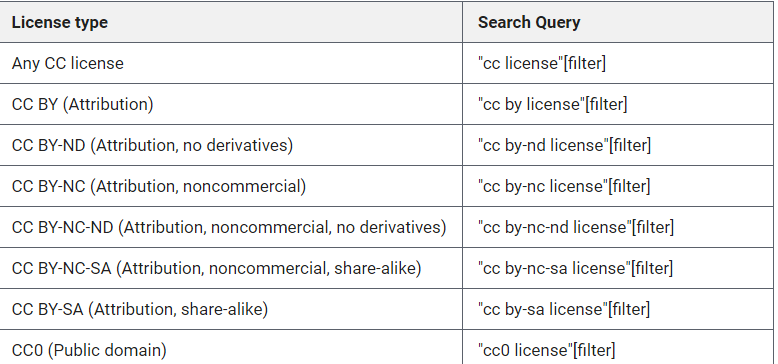 License type Search Query
Any CC license "cc license"[filter]
CC BY (Attribution) "cc by license"[filter]
CC BY-ND (Attribution, no derivatives) "cc by-nd license"[filter]
CC BY-NC (Attribution, noncommercial) "cc by-nc license"[filter]
CC BY-NC-ND (Attribution, noncommercial, no derivatives) "cc by-nc-nd license"[filter]
CC BY-NC-SA (Attribution, noncommercial, share-alike) "cc by-nc-sa license"[filter]
CC BY-SA (Attribution, share-alike) "cc by-sa license"[filter]
CC0 (Public domain) "cc0 license"[filter]